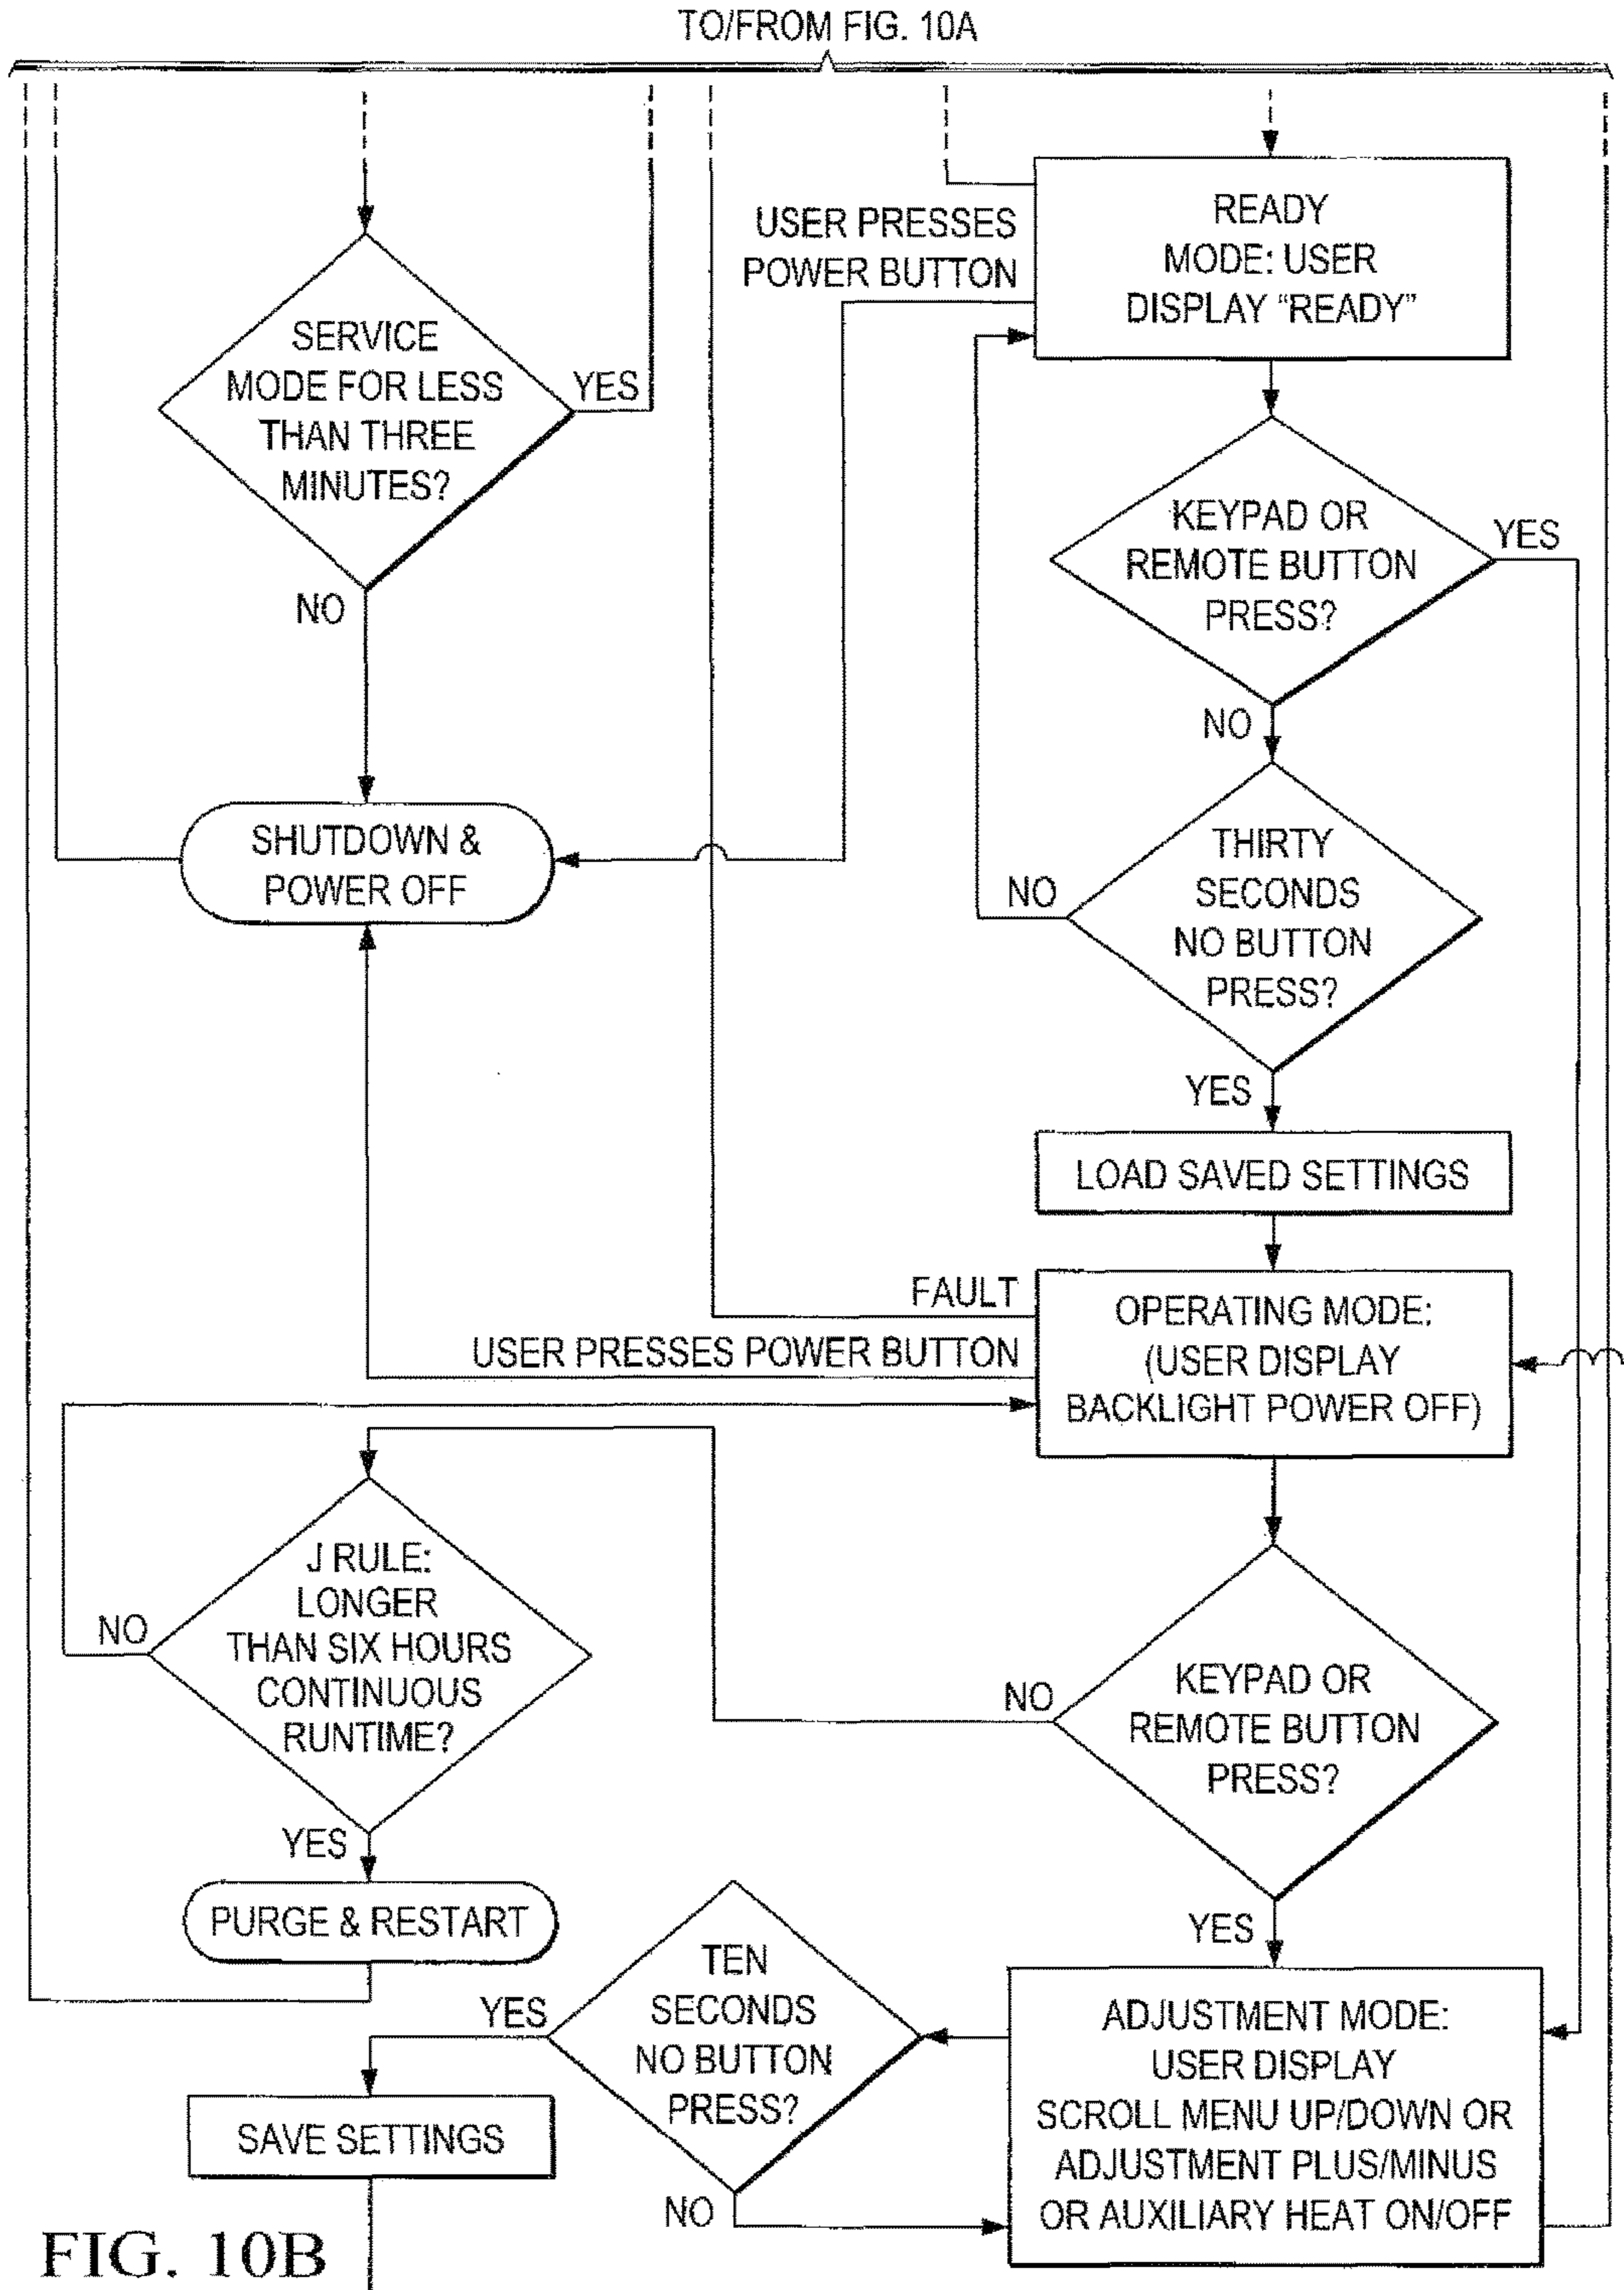 TO/FROM FIG. 10A
READY
MODE: USER
DISPLAY “READY”
USER PRESSES
POWER BUTTON
SERVICE
MODE FOR LESS
THAN THREE
MINUTES?
YES
NO
KEYPAD OR
REMOTE BUTTON
PRESS?
YES
NO
SHUTDOWN &
POWER OFF
THIRTY
SECONDS
NO BUTTON
PRESS?
NO
YES
LOAD SAVED SETTINGS
FAULT
USER PRESSES POWER BUTTON
OPERATING MODE:
(USER DISPLAY
BACKLIGHT POWER OFF)
J RULE:
LONGER
THAN SIX HOURS
CONTINUOUS
RUNTIME?
NO
YES
KEYPAD OR
REMOTE BUTTON
PRESS?
NO
YES
PURGE & RESTART
TEN
SECONDS
NO BUTTON
PRESS?
YES
NO
ADJUSTMENT MODE:
USER DISPLAY
SCROLL MENU UP/DOWN OR
ADJUSTMENT PLUS/MINUS
OR AUXILIARY HEAT ON/OFF
SAVE SETTINGS
FIG. 10B